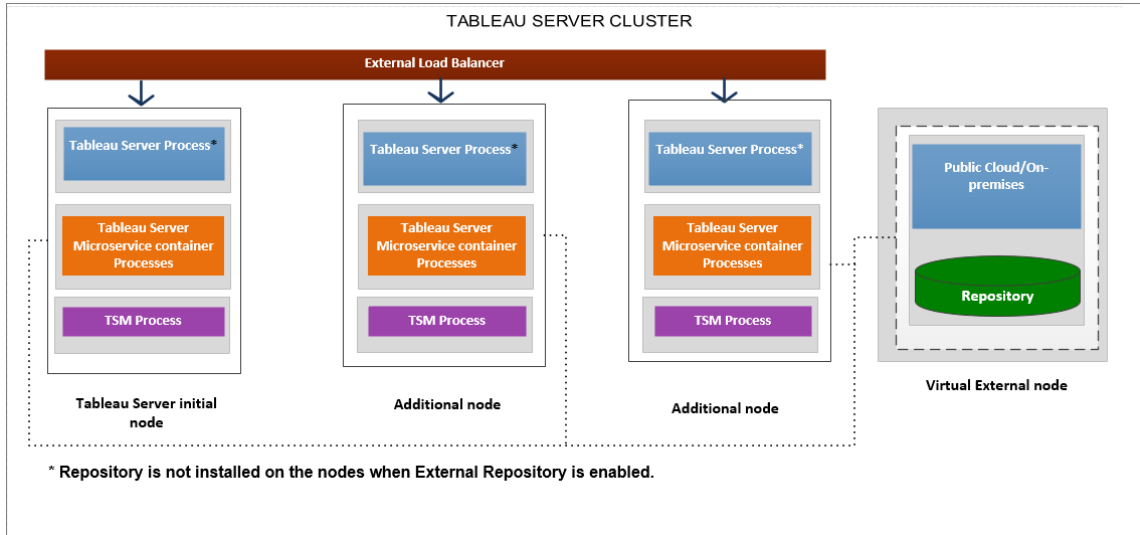 TABLEAU SERVER CLUSTER
External Load Balancer
Tableau Server Process*
Tableau Server
Microservice container
Processes
TSM Process
Tableau Server initial
node
Tableau Server Process*
Tableau Server
Microservice container
Processes
TSM Process
Additional node
Tableau Server Process*
Tableau Server
Microservice container
Processes
TSM Process
Additional node
Public Cloud/On-
premises
Repository
Virtual External node
* Repository is not installed on the nodes when External Repository is enabled.